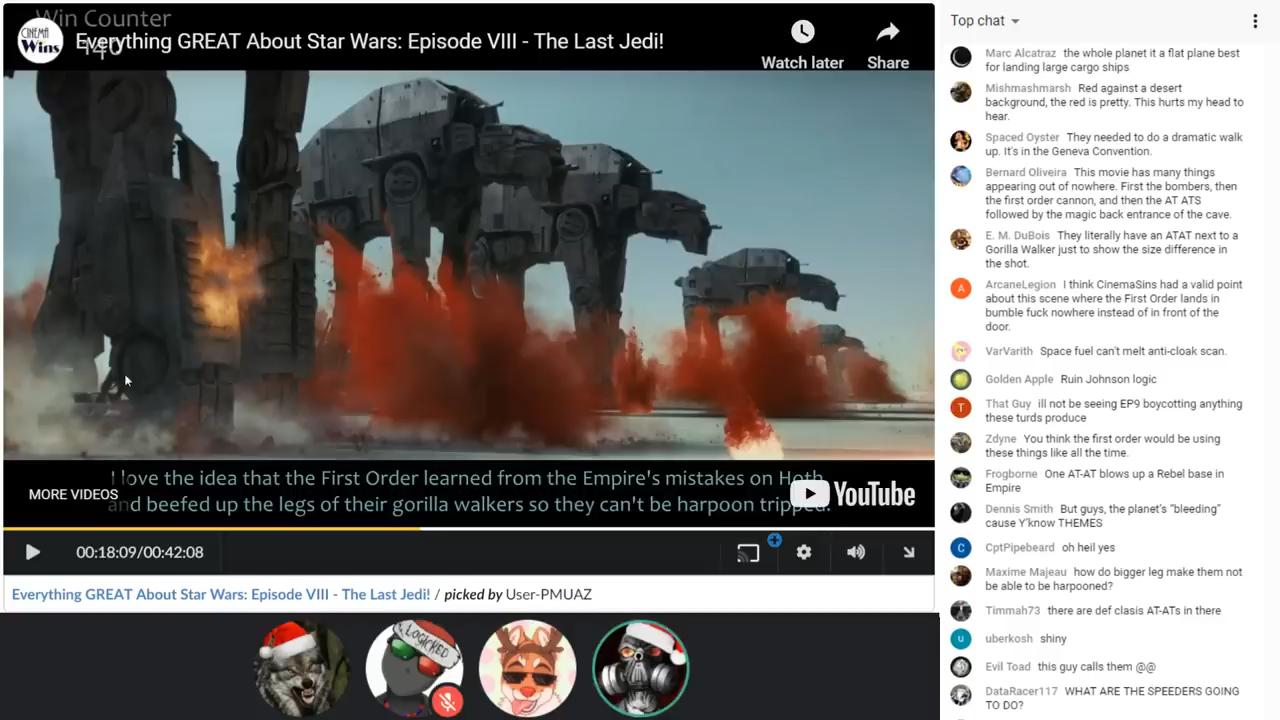 Win Counter
140
CINEMA
Wins
Everything GREAT About Star Wars: Episode VIII - The Last Jedi!
Watch later
Share
I love the idea that the First Order learned from the Empire's mistakes on Hoth
and beefed up the legs of their gorilla walkers so they can't be harpoon tripped.
MORE VIDEOS
YouTube
00:18:09/00:42:08
Everything GREAT About Star Wars: Episode VIII - The Last Jedi! / picked by User-PMUAZ
LOGICKED
Top chat
Marc Alcatraz the whole planet it a flat plane best
for landing large cargo ships
Mishmashmarsh Red against a desert
background, the red is pretty. This hurts my head to
hear.
Spaced Oyster They needed to do a dramatic walk
up. It's in the Geneva Convention.
Bernard Oliveira This movie has many things
appearing out of nowhere. First the bombers, then
the first order cannon, and then the AT ATS
followed by the magic back entrance of the cave.
E. M. DuBois They literally have an ATAT next to a
Gorilla Walker just to show the size difference in
the shot.
A
ArcaneLegion I think CinemaSins had a valid point
about this scene where the First Order lands in
bumble fuck nowhere instead of in front of the
door.
VarVarith Space fuel can't melt anti-cloak scan.
Golden Apple Ruin Johnson logic
T
That Guy ill not be seeing EP9 boycotting anything
these turds produce
Zdyne You think the first order would be using
these things like all the time.
Frogborne One AT-AT blows up a Rebel base in
Empire
Dennis Smith But guys, the planet's "bleeding"
cause Y'know THEMES
C
CptPipebeard oh heil yes
Maxime Majeau how do bigger leg make them not
be able to be harpooned?
Timmah73 there are def clasis AT-ATs in there
u
uberkosh shiny
Evil Toad this guy calls them @@
DataRacer117 WHAT ARE THE SPEEDERS GOING
TO DO?